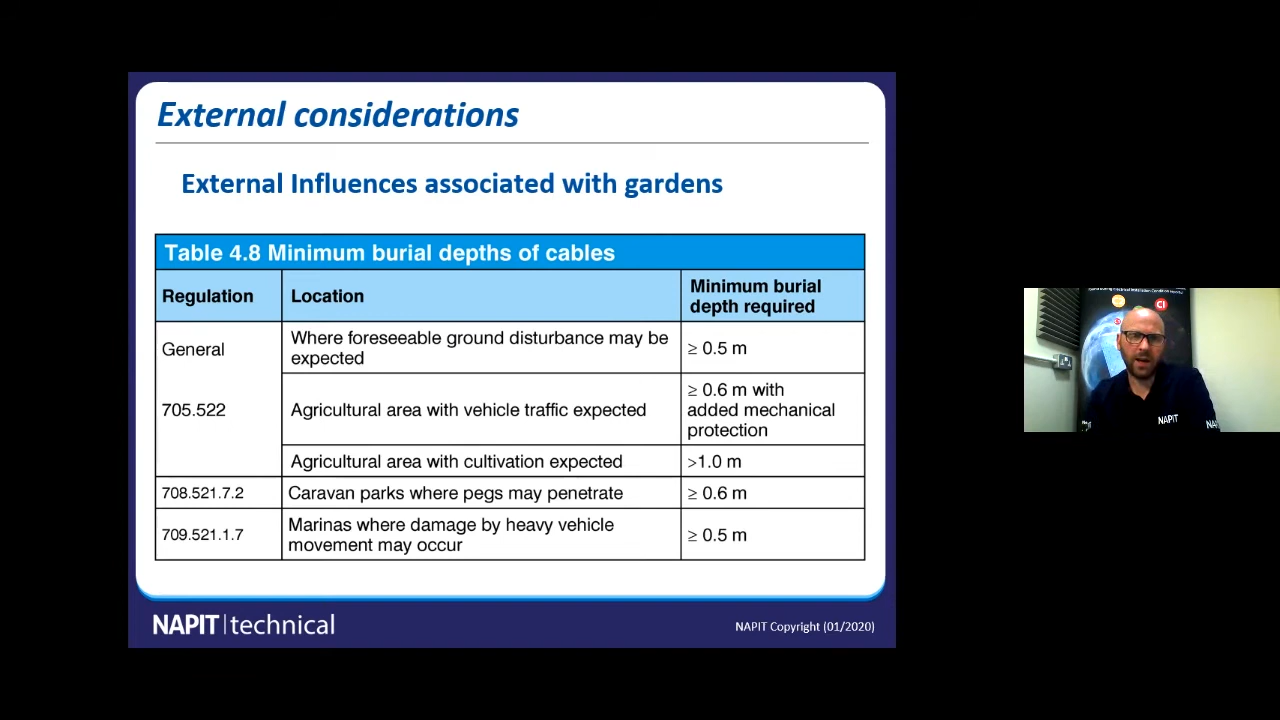 External considerations
External Influences associated with gardens
Table 4.8 Minimum burial depths of cables
Regulation
Location
Minimum burial
depth required
General
Where foreseeable ground disturbance may be
expected
≥ 0.5 m
705.522
Agricultural area with vehicle traffic expected
≥ 0.6 m with
added mechanical
protection
Agricultural area with cultivation expected
>1.0 m
708.521.7.2
Caravan parks where pegs may penetrate
≥ 0.6 m
709.521.1.7
Marinas where damage by heavy vehicle
movement may occur
≥ 0.5 m
NAPIT | technical
NAPIT Copyright (01/2020)
CI
NAPIT